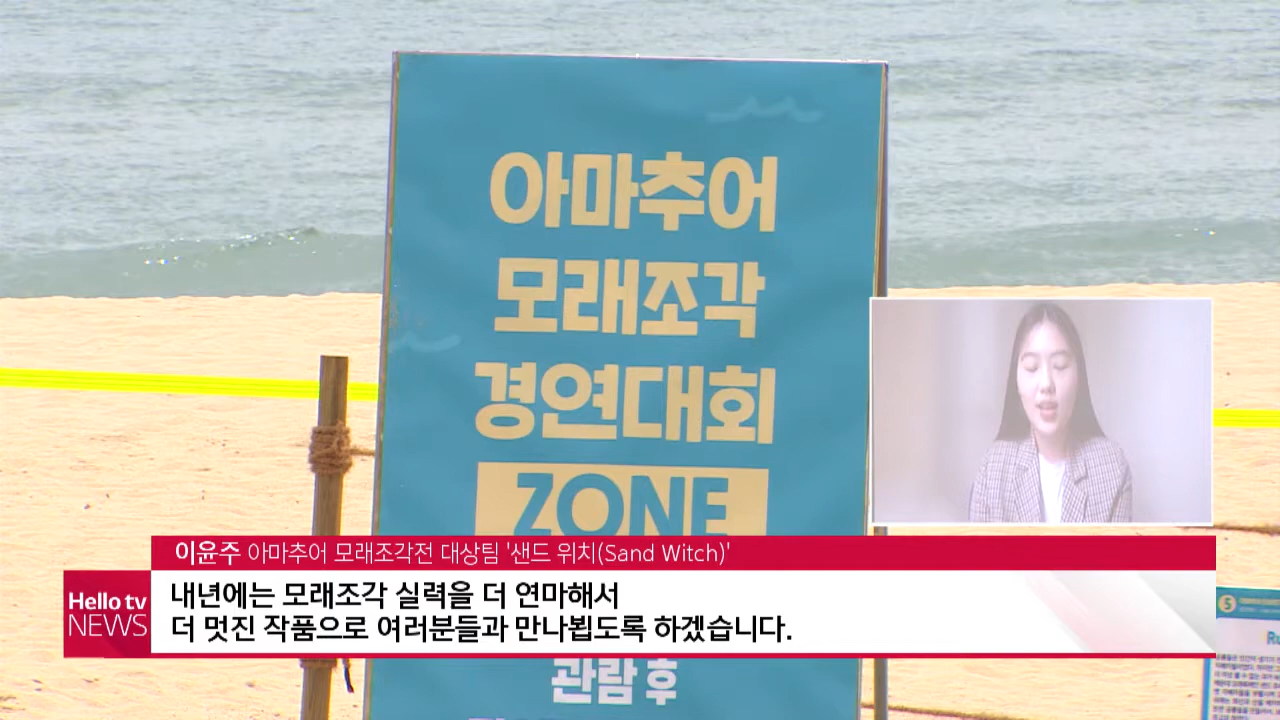 아마추어
모래조각
경연대회
ZONE
이윤주 아마추어 모래조각전 대상팀 '샌드 위치(Sand Witch)'
Hello tv
NEWS
내년에는 모래조각 실력을 더 연마해서
더 멋진 작품으로 여러분들과 만나뵙도록 하겠습니다.
관람 후
5